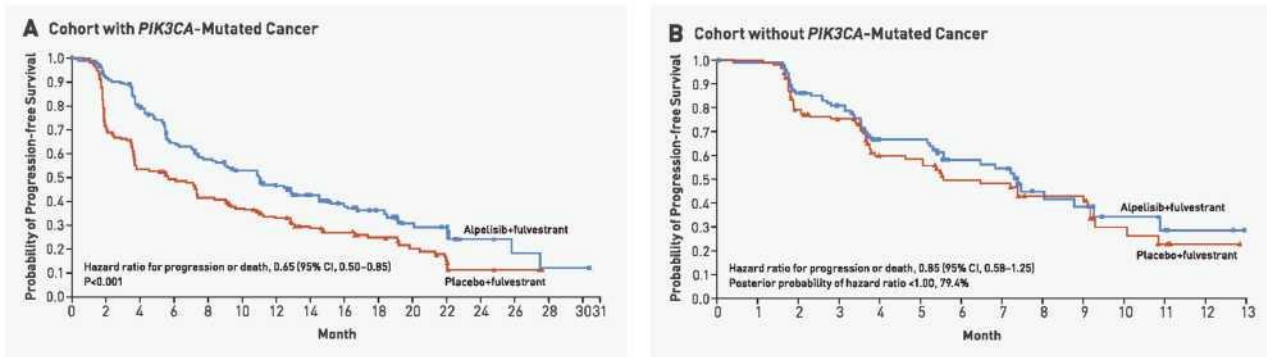 A Cohort with PIK3CA-Mutated Cancer
Probability of Progression-free Survival
1.0
0.9
0.8
0.7
0.6
0.5
0.4
0.3
0.2
0.1
0.0
Alpelisib+fulvestrant
Hazard ratio for progression or death, 0.65 (95% CI, 0.50–0.85)
P<0.001
Placebo+fulvestrant
0 2 4 6 8 10 12 14 16 18 20 22 24 26 28 30 31
Month
B Cohort without PIK3CA-Mutated Cancer
Probability of Progression-free Survival
1.0
0.9
0.8
0.7
0.6
0.5
0.4
0.3
0.2
0.1
0.0
Alpelisib+fulvestrant
Placebo+fulvestrant
Hazard ratio for progression or death, 0.85 (95% CI, 0.58–1.25)
Posterior probability of hazard ratio <1.00, 79.4%
0 1 2 3 4 5 6 7 8 9 10 11 12 13
Month